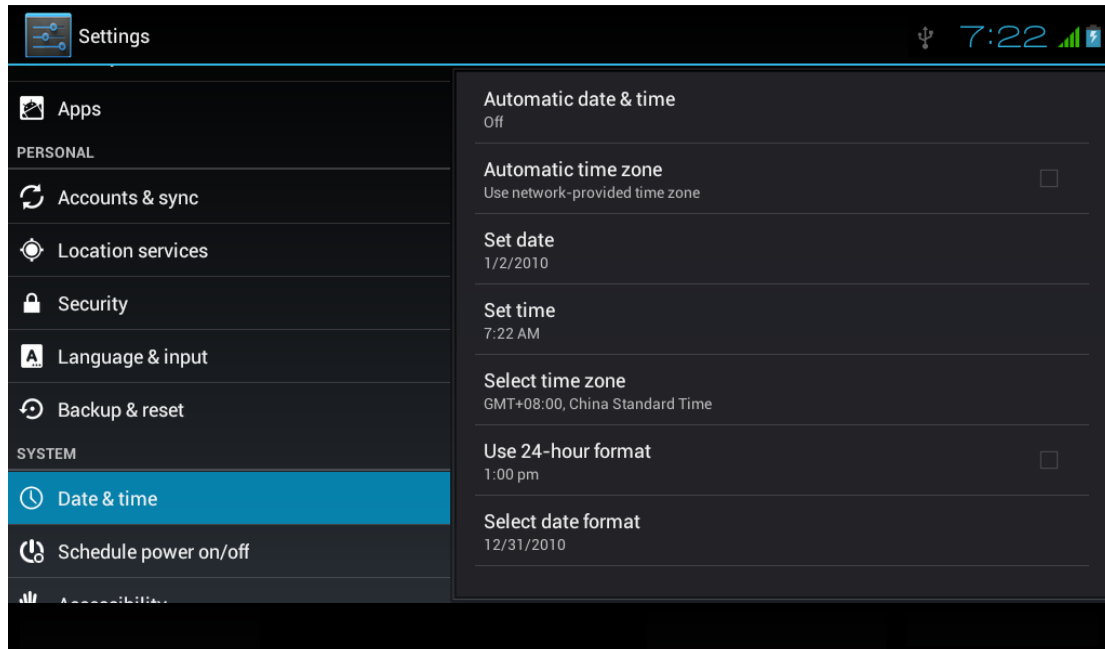 Settings
7:22
Apps
PERSONAL
Accounts & sync
Location services
Security
Language & input
Backup & reset
SYSTEM
Date & time
Schedule power on/off
Automatic date & time
Off
Automatic time zone
Use network-provided time zone
Set date
1/2/2010
Set time
7:22 AM
Select time zone
GMT+08:00, China Standard Time
Use 24-hour format
1:00 pm
Select date format
12/31/2010